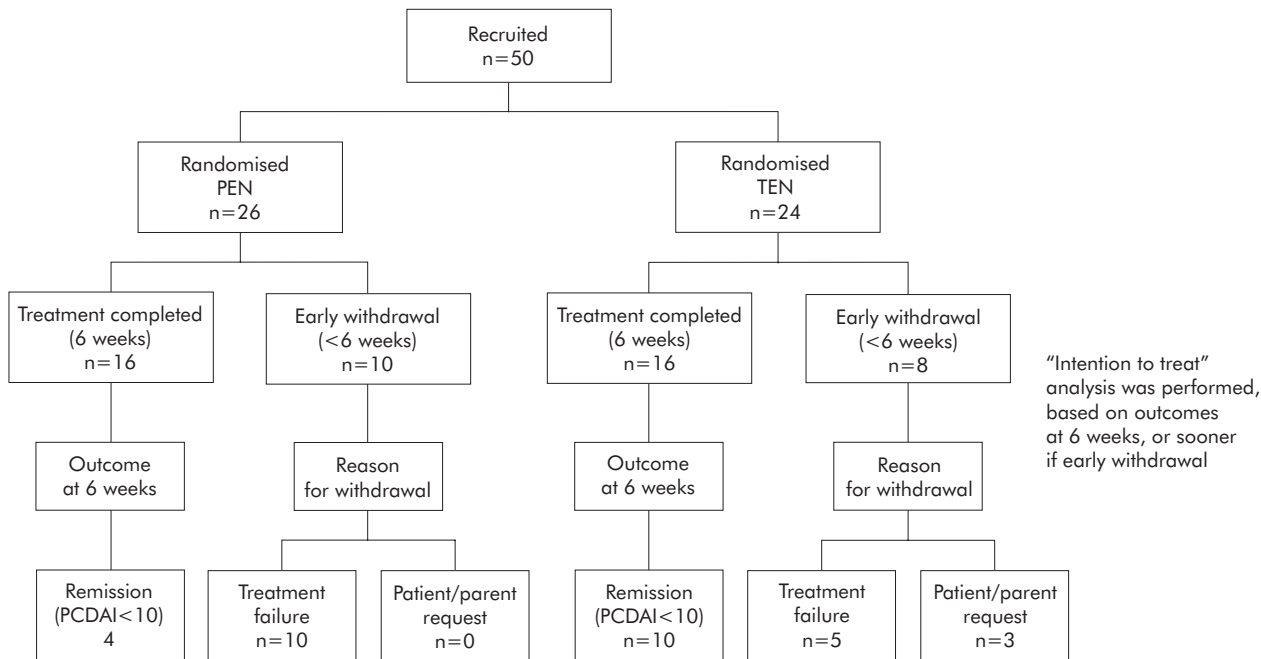 Recruited
n=50
Randomised
PEN
n=26
Randomised
TEN
n=24
Treatment completed
(6 weeks)
n=16
Early withdrawal
(<6 weeks)
n=10
Treatment completed
(6 weeks)
n=16
Early withdrawal
(<6 weeks)
n=8
"Intention to treat"
analysis was performed,
based on outcomes
at 6 weeks, or sooner
if early withdrawal
Outcome
at 6 weeks
Reason
for withdrawal
Outcome
at 6 weeks
Reason
for withdrawal
Remission
(PCDAI<10)
4
Treatment
failure
n=10
Patient/parent
request
n=0
Remission
(PCDAI<10)
n=10
Treatment
failure
n=5
Patient/parent
request
n=3